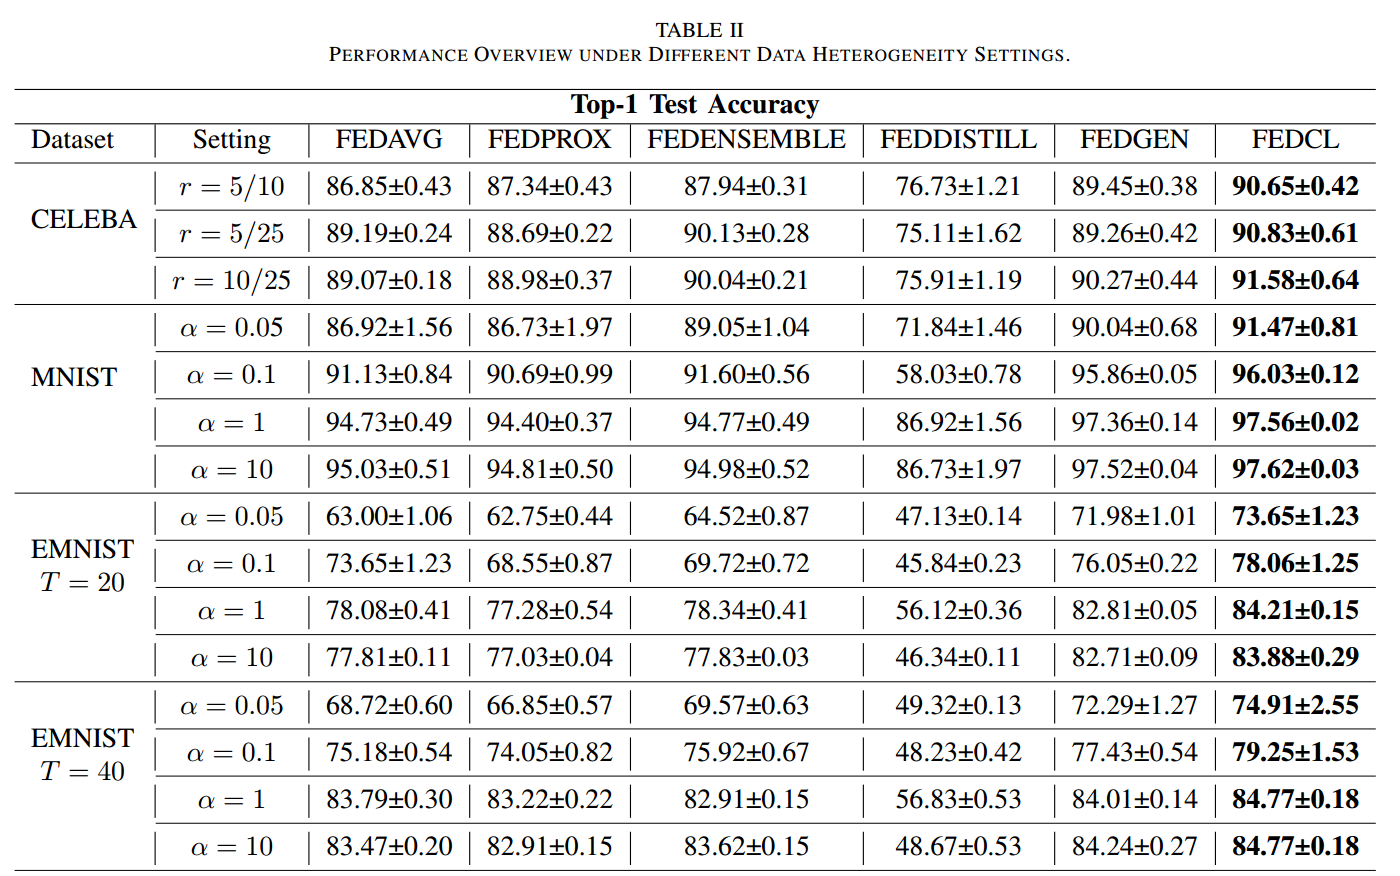 TABLE II
PERFORMANCE OVERVIEW UNDER DIFFERENT DATA HETEROGENEITY SETTINGS.
Top-1 Test Accuracy
Dataset Setting FEDAVG FEDPROX FEDENSEMBLE FEDDISTILL FEDGEN FEDCL
CELEBA
r = 5/10 86.85±0.43 87.34±0.43 87.94±0.31 76.73±1.21 89.45±0.38 90.65±0.42
r = 5/25 89.19±0.24 88.69±0.22 90.13±0.28 75.11±1.62 89.26±0.42 90.83±0.61
r = 10/25 89.07±0.18 88.98±0.37 90.04±0.21 75.91±1.19 90.27±0.44 91.58±0.64
MNIST
α = 0.05 86.92±1.56 86.73±1.97 89.05±1.04 71.84±1.46 90.04±0.68 91.47±0.81
α = 0.1 91.13±0.84 90.69±0.99 91.60±0.56 58.03±0.78 95.86±0.05 96.03±0.12
α = 1 94.73±0.49 94.40±0.37 94.77±0.49 86.92±1.56 97.36±0.14 97.56±0.02
α = 10 95.03±0.51 94.81±0.50 94.98±0.52 86.73±1.97 97.52±0.04 97.62±0.03
EMNIST
T = 20
α = 0.05 63.00±1.06 62.75±0.44 64.52±0.87 47.13±0.14 71.98±1.01 73.65±1.23
α = 0.1 73.65±1.23 68.55±0.87 69.72±0.72 45.84±0.23 76.05±0.22 78.06±1.25
α = 1 78.08±0.41 77.28±0.54 78.34±0.41 56.12±0.36 82.81±0.05 84.21±0.15
α = 10 77.81±0.11 77.03±0.04 77.83±0.03 46.34±0.11 82.71±0.09 83.88±0.29
EMNIST
T = 40
α = 0.05 68.72±0.60 66.85±0.57 69.57±0.63 49.32±0.13 72.29±1.27 74.91±2.55
α = 0.1 75.18±0.54 74.05±0.82 75.92±0.67 48.23±0.42 77.43±0.54 79.25±1.53
α = 1 83.79±0.30 83.22±0.22 82.91±0.15 56.83±0.53 84.01±0.14 84.77±0.18
α = 10 83.47±0.20 82.91±0.15 83.62±0.15 48.67±0.53 84.24±0.27 84.77±0.18